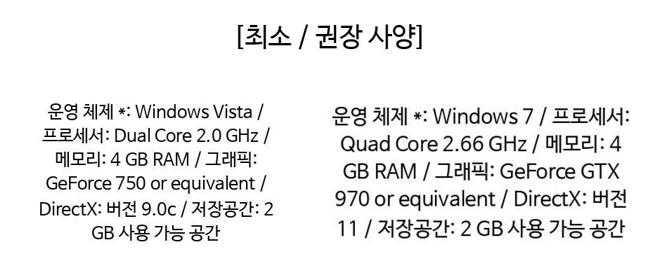 [최소 / 권장 사양]
운영 체제 *: Windows Vista /
프로세서: Dual Core 2.0 GHz /
메모리: 4 GB RAM / 그래픽:
GeForce 750 or equivalent /
DirectX: 버전 9.0c / 저장공간: 2
GB 사용 가능 공간
운영 체제 *: Windows 7 / 프로세서:
Quad Core 2.66 GHz / 메모리: 4
GB RAM / 그래픽: GeForce GTX
970 or equivalent / DirectX: 버전
11 / 저장공간: 2 GB 사용 가능 공간